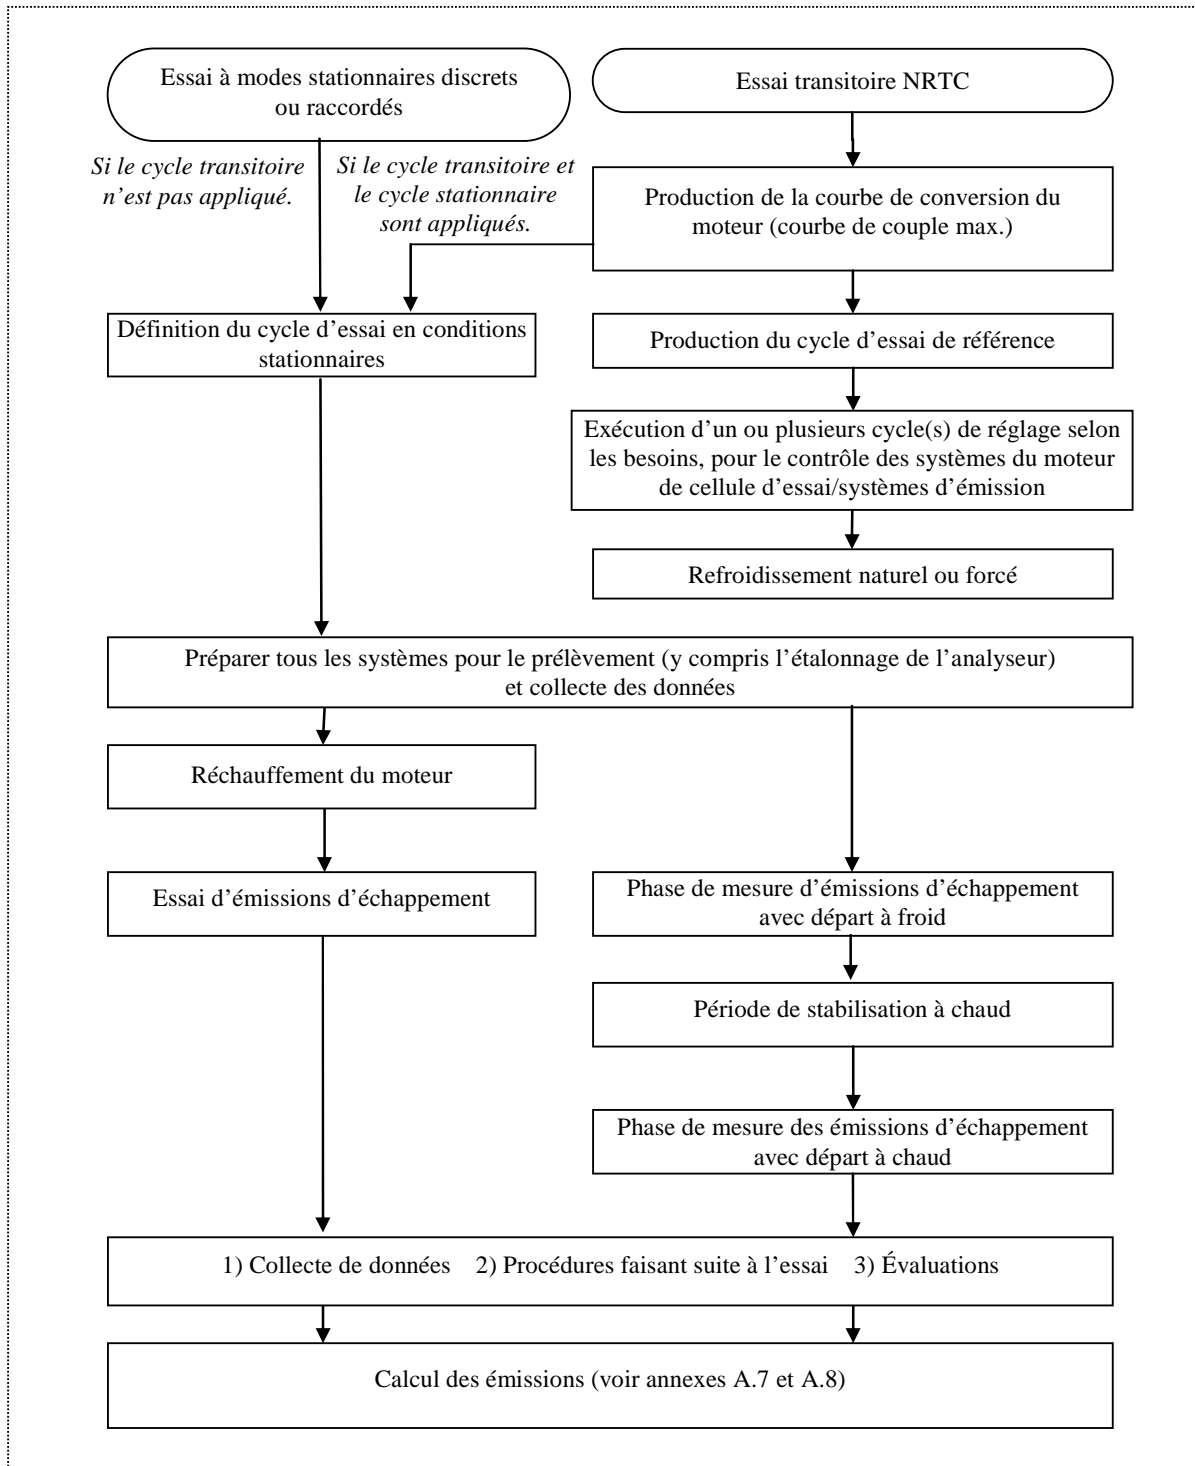 Essai à modes stationnaires discrets
ou raccordés
Essai transitoire NRTC
Si le cycle transitoire
n’est pas appliqué.
Si le cycle transitoire et
le cycle stationnaire
sont appliqués.
Production de la courbe de conversion du
moteur (courbe de couple max.)
Définition du cycle d’essai en conditions
stationnaires
Production du cycle d’essai de référence
Exécution d’un ou plusieurs cycle(s) de réglage selon
les besoins, pour le contrôle des systèmes du moteur
de cellule d’essai/systèmes d’émission
Refroidissement naturel ou forcé
Préparer tous les systèmes pour le prélèvement (y compris l’étalonnage de l’analyseur)
et collecte des données
Réchauffement du moteur
Essai d’émissions d’échappement
Phase de mesure d’émissions d’échappement
avec départ à froid
Période de stabilisation à chaud
Phase de mesure des émissions d’échappement
avec départ à chaud
1) Collecte de données 2) Procédures faisant suite à l’essai 3) Évaluations
Calcul des émissions (voir annexes A.7 et A.8)